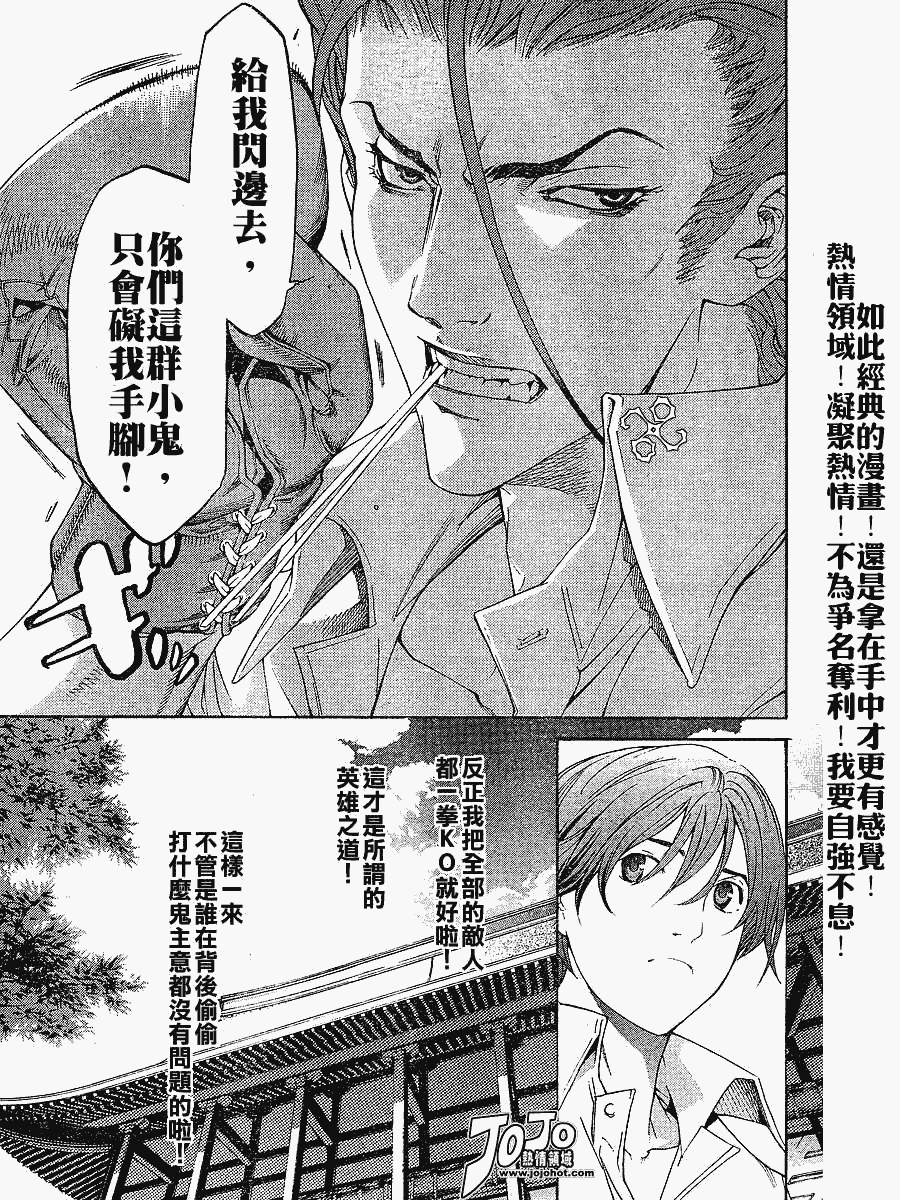 給我閃邊去，
你們這群小鬼，
只會礙我手腳！
ギシ
反正我把全部的敵人
都一拳KO就好啦！
這才是所謂的
英雄之道！
這樣一來
不管是誰在背後偷偷
打什麼鬼主意都沒有問題的啦！
如此經典的漫畫！還是拿在手中才更有感覺！
熱情領域！凝聚熱情！不為爭名奪利！我要自強不息！
JOJO
熱情領域
www.jojohot.com